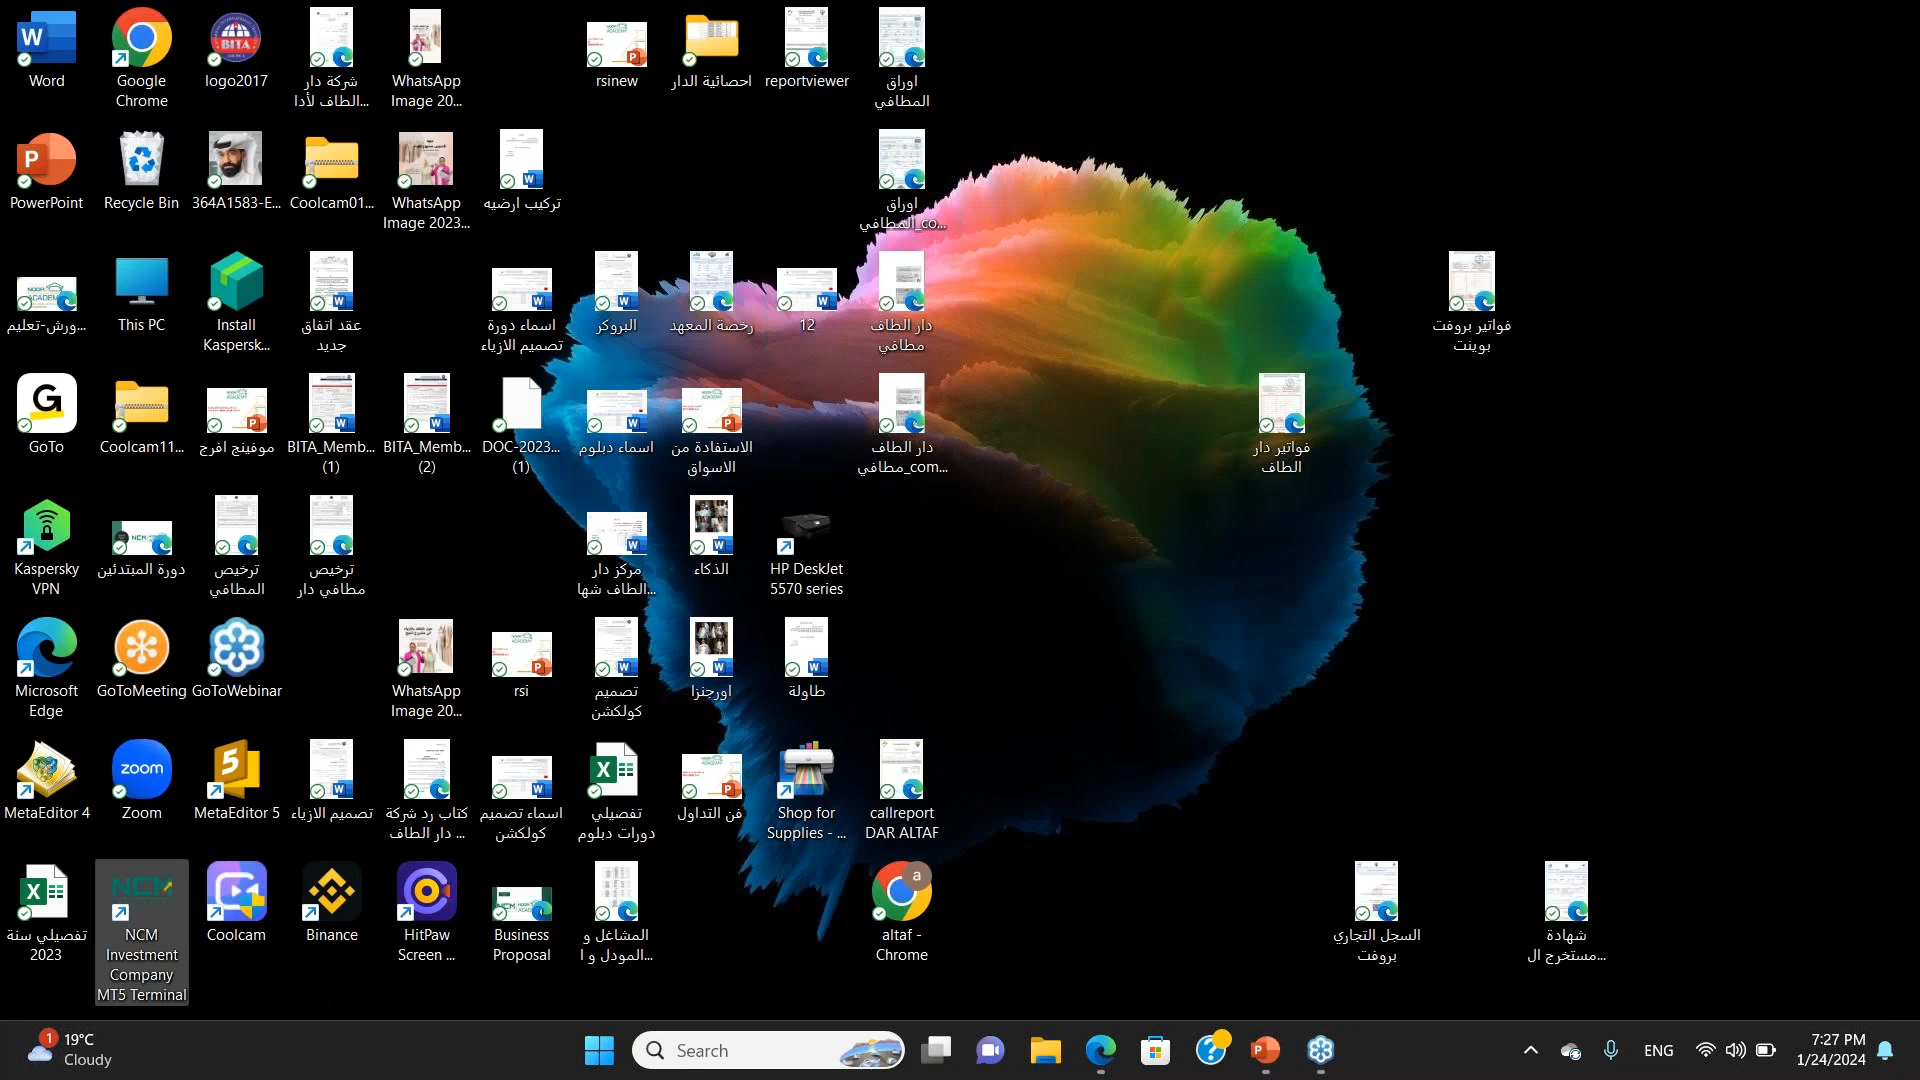 Word
Google
Chrome
logo2017
شركة دار
الطاف لأدا...
WhatsApp
Image 20...
rsinew
احصائية الدار
reportviewer
اوراق
المطافي
PowerPoint
Recycle Bin
364A1583-E...
Coolcam01...
WhatsApp
Image 2023...
تركيب ارضيه
اوراق
المطافي_co...
ورش-تعليم...
This PC
Install
Kaspersk...
عقد اتفاق
جديد
اسماء دورة
تصميم الازياء
البروكر
رخصة المعهد
12
دار الطاف
مطافي
فواتير بروفت
بوينت
GoTo
Coolcam11...
موفينج افرج
BITA_Memb...
(1)
BITA_Memb...
(2)
DOC-2023...
(1)
اسماء دبلوم
الاستفادة من
الاسواق
دار الطاف
مطافي_com...
فواتير دار
الطاف
Kaspersky
VPN
دورة المبتدئين
ترخيص
المطافي
ترخيص
مطافي دار
مركز دار
الطاف شها...
الذكاء
HP DeskJet
5570 series
Microsoft
Edge
GoToMeeting
GoToWebinar
WhatsApp
Image 20...
rsi
تصميم
كولكشن
اورجنزا
طاولة
MetaEditor 4
zoom
Zoom
MetaEditor 5
تصميم الازياء
كتاب رد شركة
دار الطاف ...
اسماء تصميم
كولكشن
تفصيلي
دورات دبلوم
فن التداول
Shop for
Supplies - ...
callreport
DAR ALTAF
تفصيلي سنة
2023
NCM
NCM
Investment
Company
MT5 Terminal
Coolcam
Binance
HitPaw
Screen ...
Business
Proposal
المشاغل و
المودل و ا...
altaf -
Chrome
السجل التجاري
بروفت
شهادة
مستخرج ال...
1
19°C
Cloudy
Search
ENG
7:27 PM
1/24/2024